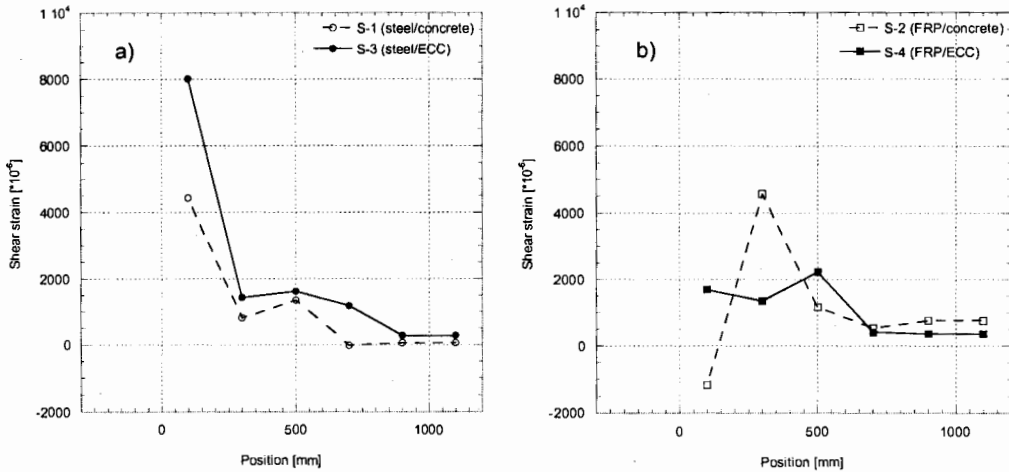 a)
S-1 (steel/concrete)
S-3 (steel/ECC)
1 10⁴
8000
6000
4000
2000
0
-2000
Shear strain [*10⁻⁶]
0
500
1000
Position [mm]
b)
S-2 (FRP/concrete)
S-4 (FRP/ECC)
1 10⁴
8000
6000
4000
2000
0
-2000
Shear strain [*10⁻⁶]
0
500
1000
Position [mm]